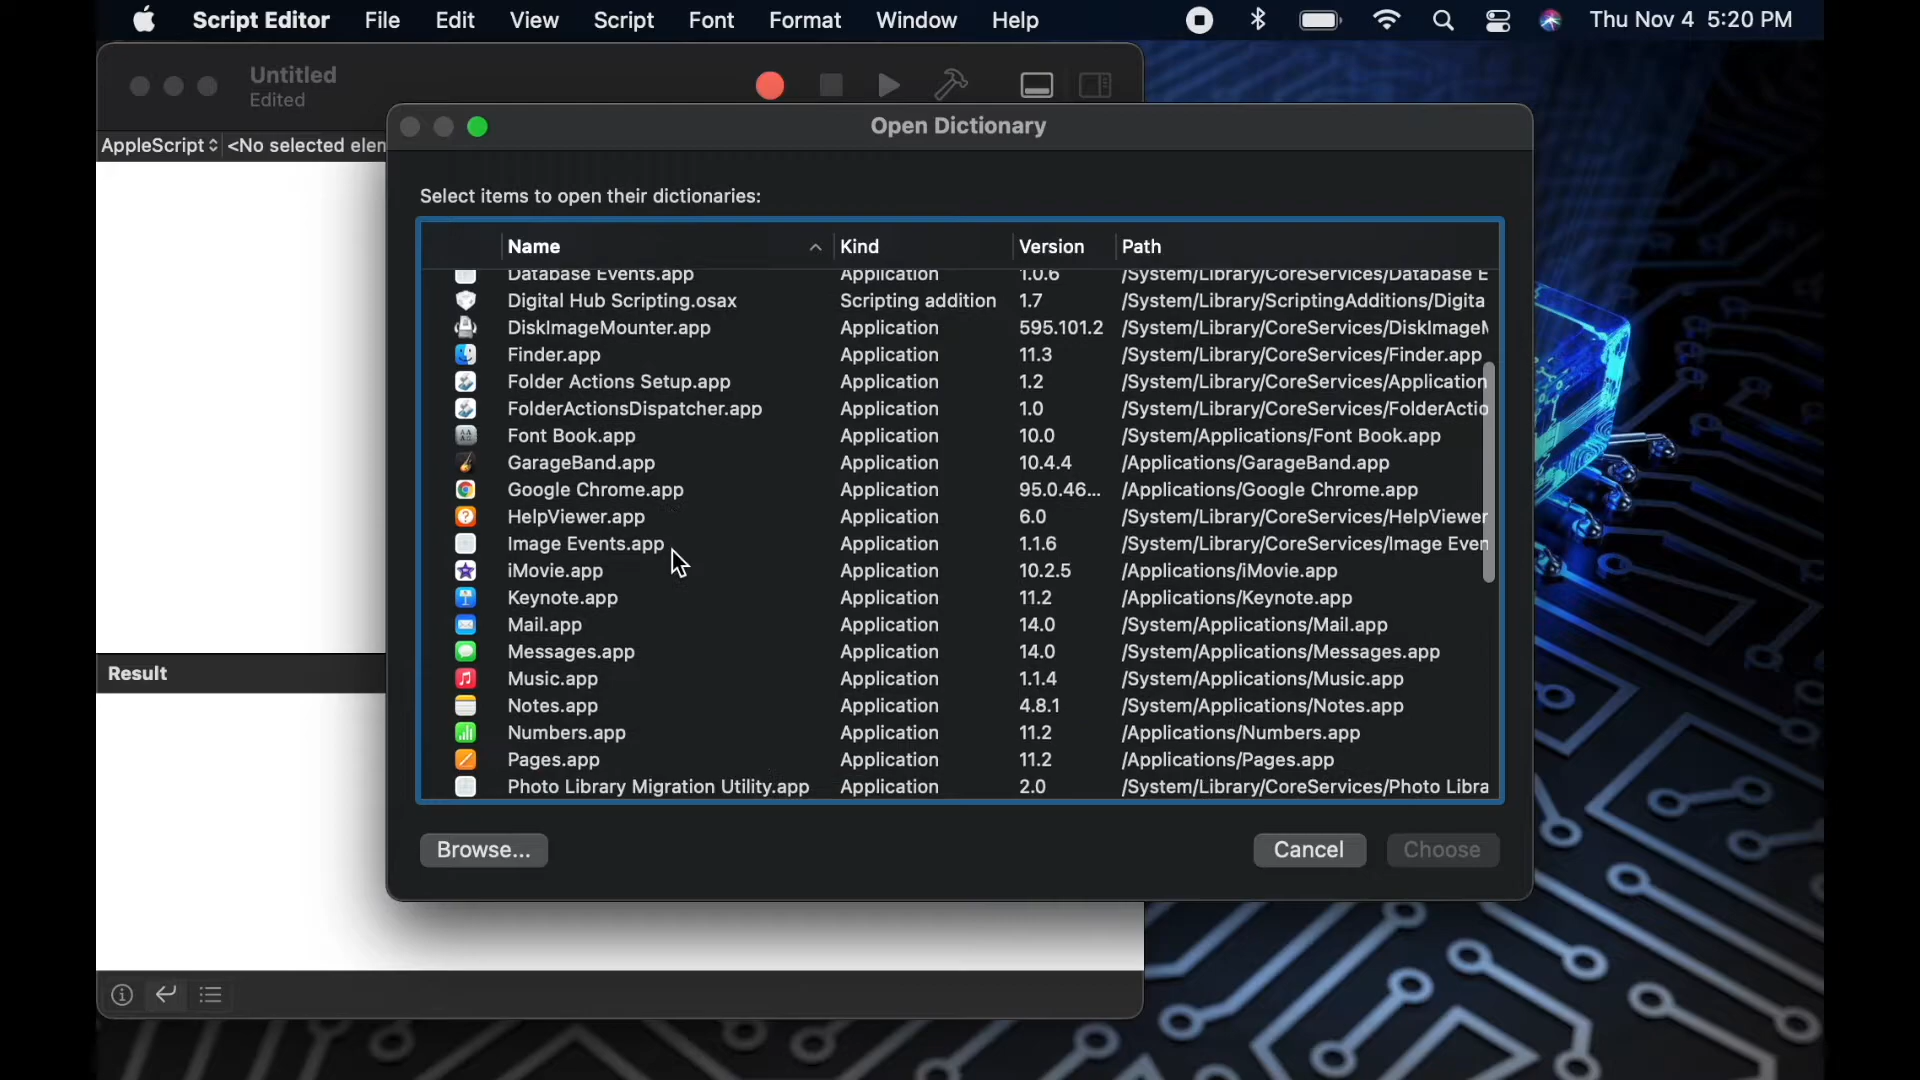 Script Editor File Edit View Script Font Format Window Help Thu Nov 4 5:20 PM
Untitled
Edited
AppleScript <No selected elen
Open Dictionary
Select items to open their dictionaries:
Name Kind Version Path
Database Events.app Application 1.0.6 /System/Library/CoreServices/Database E
Digital Hub Scripting.osax Scripting addition 1.7 /System/Library/ScriptingAdditions/Digita
DiskImageMounter.app Application 595.101.2 /System/Library/CoreServices/DiskImageM
Finder.app Application 11.3 /System/Library/CoreServices/Finder.app
Folder Actions Setup.app Application 1.2 /System/Library/CoreServices/Application
FolderActionsDispatcher.app Application 1.0 /System/Library/CoreServices/FolderActio
Font Book.app Application 10.0 /System/Applications/Font Book.app
GarageBand.app Application 10.4.4 /Applications/GarageBand.app
Google Chrome.app Application 95.0.46... /Applications/Google Chrome.app
HelpViewer.app Application 6.0 /System/Library/CoreServices/HelpViewer
Image Events.app Application 1.1.6 /System/Library/CoreServices/Image Even
iMovie.app Application 10.2.5 /Applications/iMovie.app
Keynote.app Application 11.2 /Applications/Keynote.app
Mail.app Application 14.0 /System/Applications/Mail.app
Messages.app Application 14.0 /System/Applications/Messages.app
Music.app Application 1.1.4 /System/Applications/Music.app
Notes.app Application 4.8.1 /System/Applications/Notes.app
Numbers.app Application 11.2 /Applications/Numbers.app
Pages.app Application 11.2 /Applications/Pages.app
Photo Library Migration Utility.app Application 2.0 /System/Library/CoreServices/Photo Libra
Result
Browse... Cancel Choose